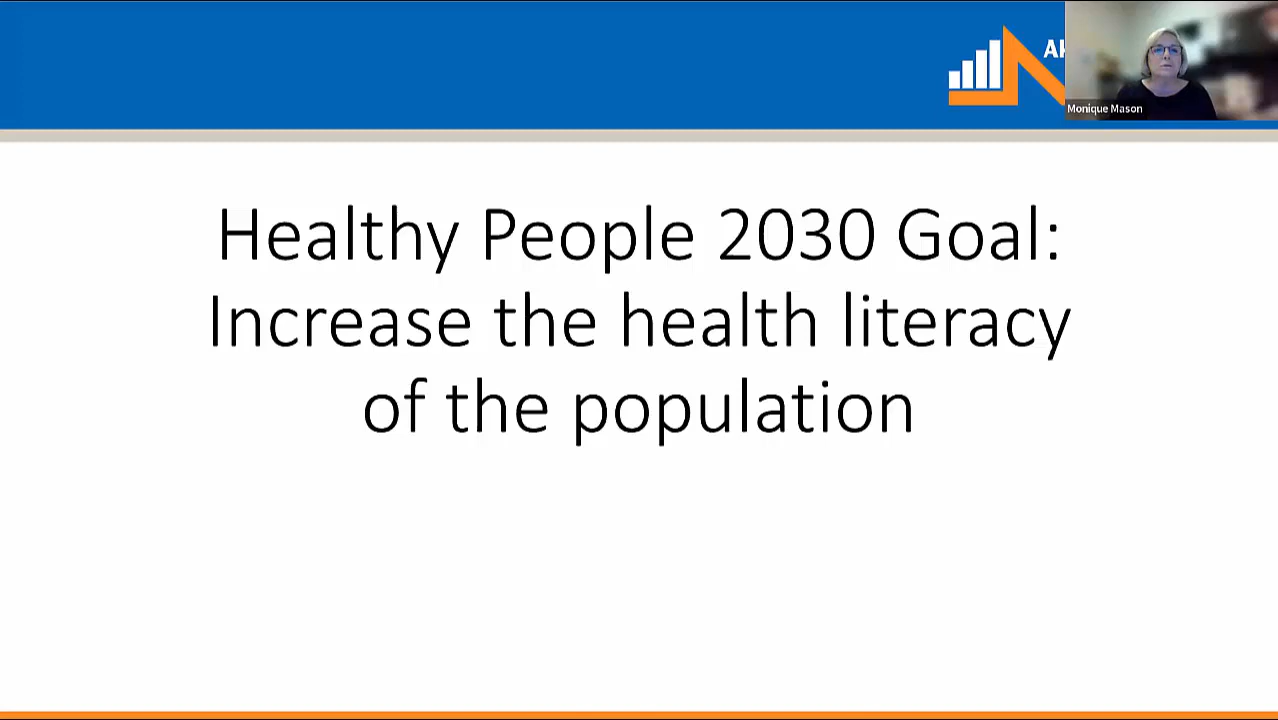 Monique Mason
Healthy People 2030 Goal:
Increase the health literacy
of the population